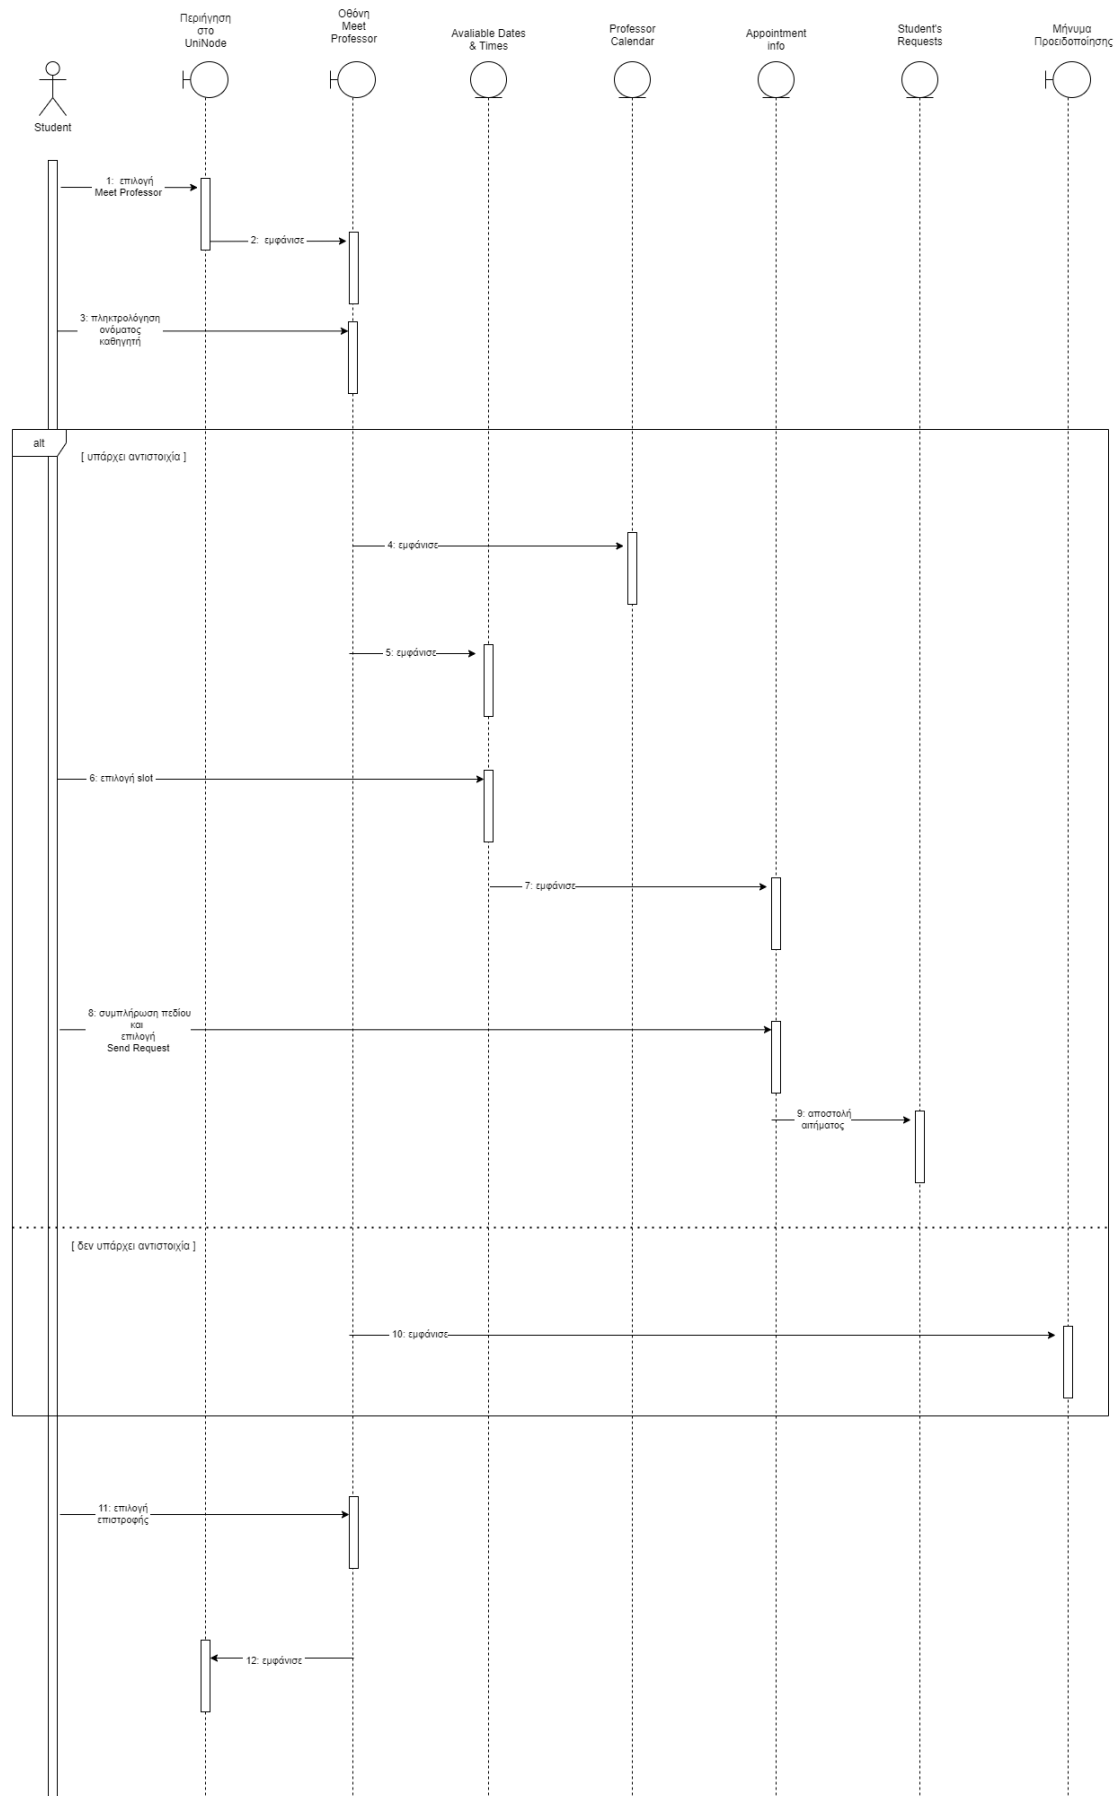 Περιήγηση
στο
UniNode
Οθόνη
Meet
Professor
Avaliable Dates
& Times
Professor
Calendar
Appointment
info
Student's
Requests
Μήνυμα
Προειδοποίησης
Student
1: επιλογή
Meet Professor
2: εμφάνισε
3: πληκτρολόγηση
ονόματος
καθηγητή
alt
[ υπάρχει αντιστοιχία ]
4: εμφάνισε
5: εμφάνισε
6: επιλογή slot
7: εμφάνισε
8: συμπλήρωση πεδίου
και
επιλογή
Send Request
9: αποστολή
αιτήματος
[ δεν υπάρχει αντιστοιχία ]
10: εμφάνισε
11: επιλογή
επιστροφής
12: εμφάνισε